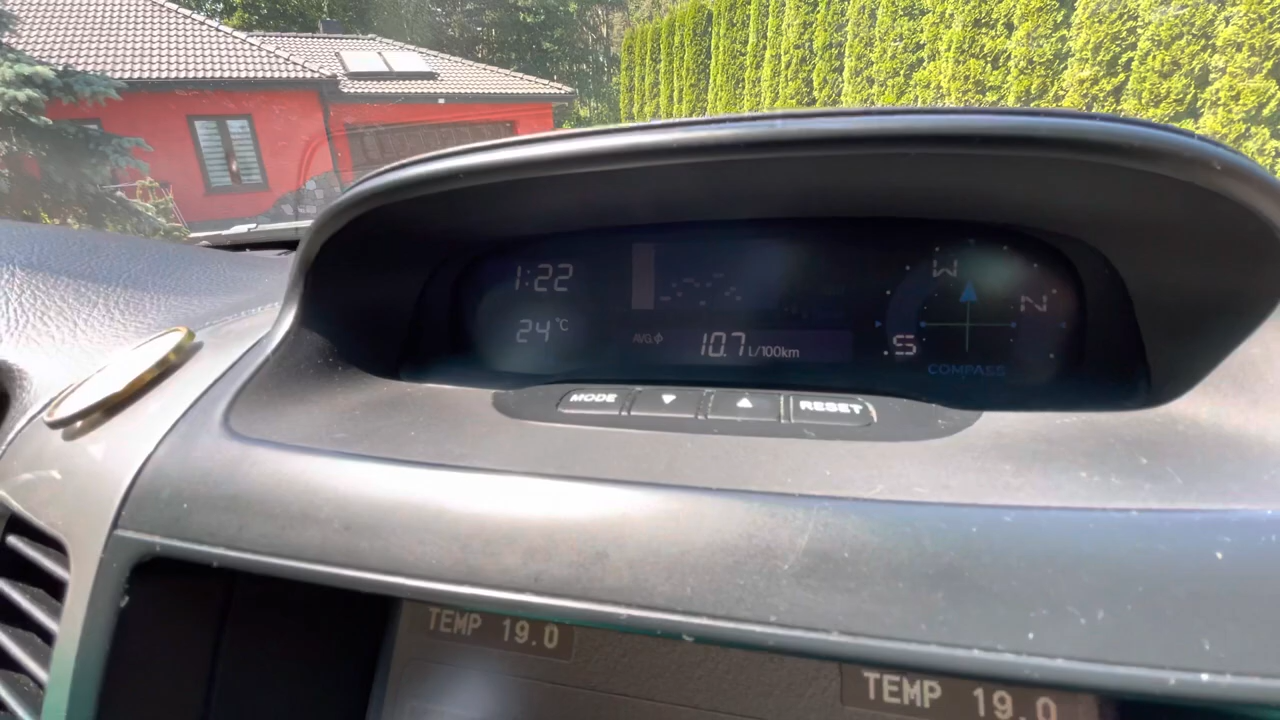 1:22
W
N
24°C
AVG. 10.7 L/100km
.S
COMPASS
MODE ▼ ▲ RESET
TEMP 19.0
TEMP 19.0